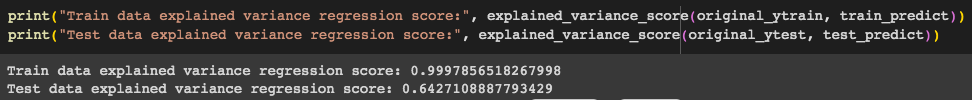 print("Train data explained variance regression score:", explained_variance_score(original_ytrain, train_predict))
print("Test data explained variance regression score:", explained_variance_score(original_ytest, test_predict))
Train data explained variance regression score: 0.9997856518267998
Test data explained variance regression score: 0.6427108887793429